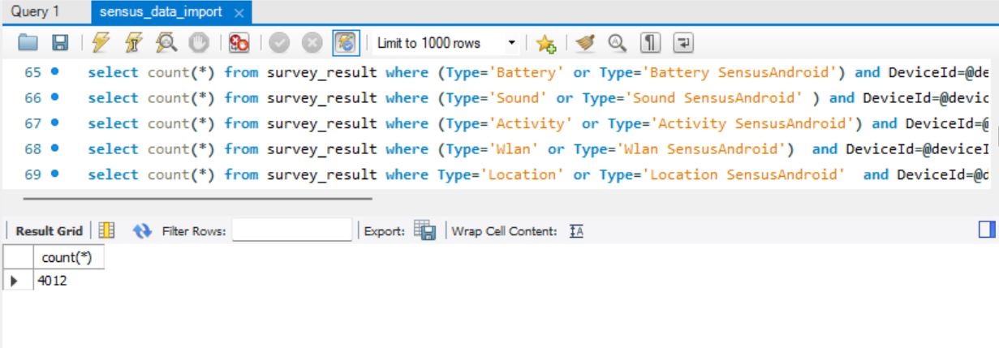 Query 1 sensus_data_import
Limit to 1000 rows
65 select count(*) from survey_result where (Type='Battery' or Type='Battery SensusAndroid') and DeviceId=@de
66 select count(*) from survey_result where (Type='Sound' or Type='Sound SensusAndroid' ) and DeviceId=@devic
67 select count(*) from survey_result where (Type='Activity' or Type='Activity SensusAndroid') and DeviceId=@
68 select count(*) from survey_result where (Type='Wlan' or Type='Wlan SensusAndroid')  and DeviceId=@deviceI
69 select count(*) from survey_result where Type='Location' or Type='Location SensusAndroid'  and DeviceId=@d
Result Grid Filter Rows: Export: Wrap Cell Content:
count(*)
4012